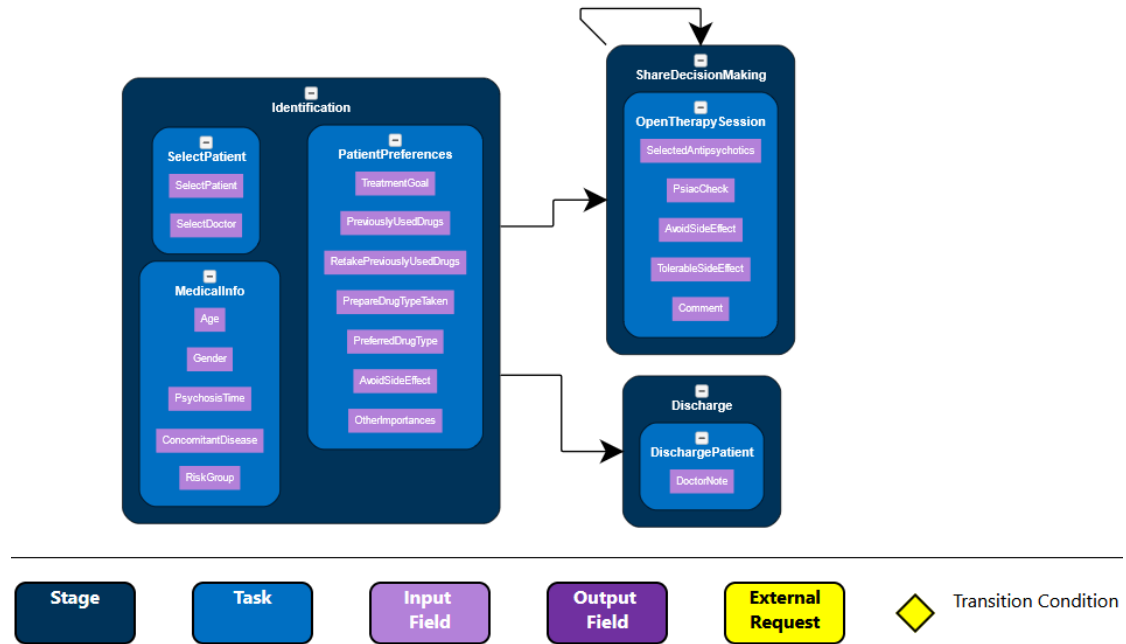 Identification
SelectPatient
SelectPatient
SelectDoctor
MedicalInfo
Age
Gender
PsychosisTime
ConcomitantDisease
RiskGroup
PatientPreferences
TreatmentGoal
PreviouslyUsedDrugs
RetakePreviouslyUsedDrugs
PrepareDrugTypeTaken
PreferredDrugType
AvoidSideEffect
OtherImportances
ShareDecisionMaking
OpenTherapySession
SelectedAntipsychotics
PsiacCheck
AvoidSideEffect
TolerableSideEffect
Comment
Discharge
DischargePatient
DoctorNote
Stage
Task
Input
Field
Output
Field
External
Request
Transition Condition